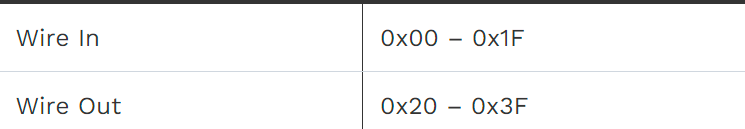 Wire In 0x00 – 0x1F
Wire Out 0x20 – 0x3F